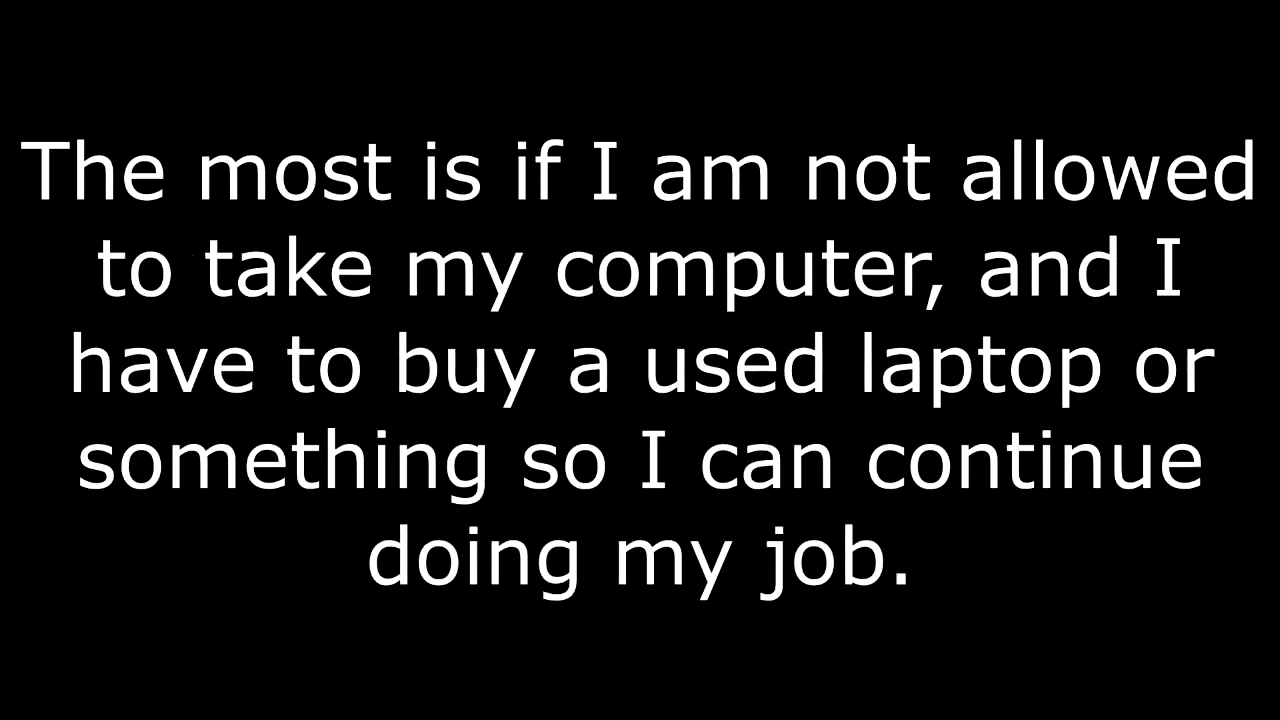 The most is if I am not allowed
to take my computer, and I
have to buy a used laptop or
something so I can continue
doing my job.